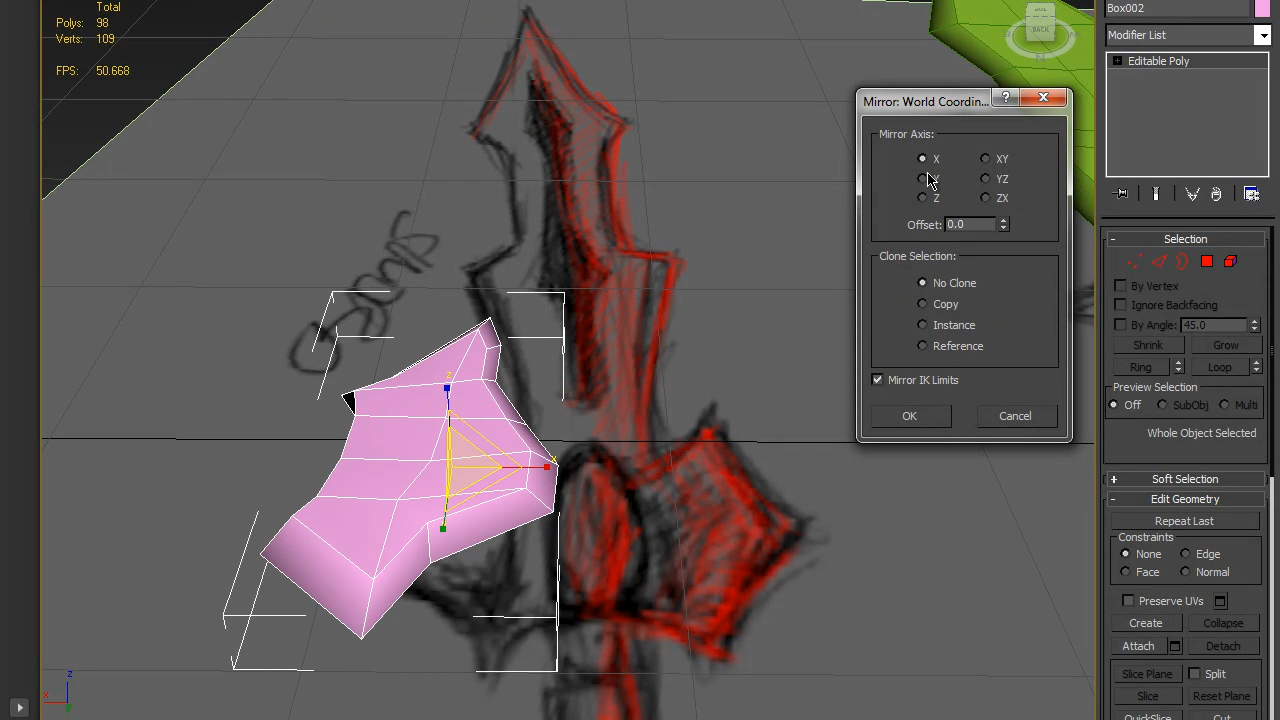 Total
Polys: 98
Verts: 109
FPS: 50.668
BACK
z
x
z
x
Mirror: World Coordin...
?
X
Mirror Axis:
X
XY
Y
YZ
Z
ZX
Offset: 0.0
Clone Selection:
No Clone
Copy
Instance
Reference
Mirror IK Limits
OK
Cancel
Box002
Modifier List
Editable Poly
- Selection
By Vertex
Ignore Backfacing
By Angle: 45.0
Shrink
Grow
Ring
Loop
Preview Selection
Off
SubObj
Multi
Whole Object Selected
+ Soft Selection
- Edit Geometry
Repeat Last
Constraints
None
Edge
Face
Normal
Preserve UVs
Create
Collapse
Attach
Detach
Slice Plane
Split
Slice
Reset Plane
QuickSlice
Cut